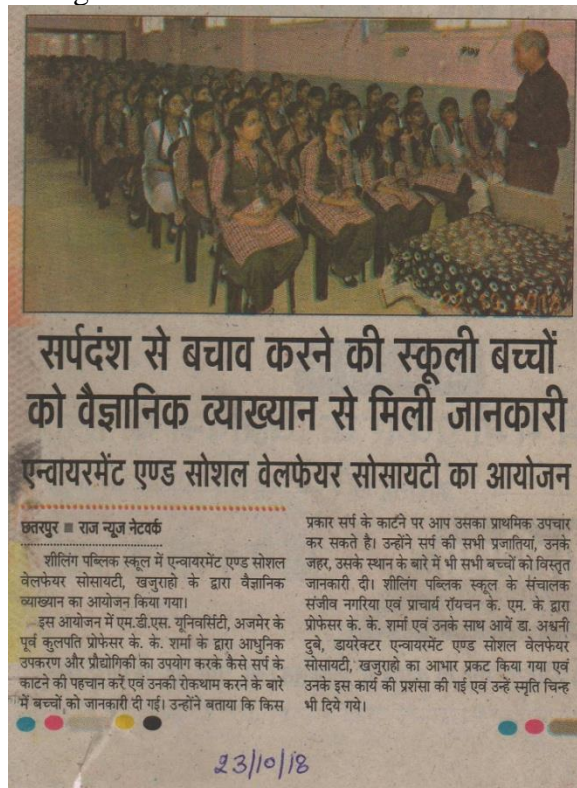 सर्पदंश से बचाव करने की स्कूली बच्चों
को वैज्ञानिक व्याख्यान से मिली जानकारी
एन्वायरमेंट एण्ड सोशल वेलफेयर सोसायटी का आयोजन
छतरपुर ■ राज न्यूज नेटवर्क
शीलिंग पब्लिक स्कूल में एन्वायरमेंट एण्ड सोशल
वेलफेयर सोसायटी, खजुराहो के द्वारा वैज्ञानिक
व्याख्यान का आयोजन किया गया।
इस आयोजन में एम.डी.एस. यूनिवर्सिटी, अजमेर के
पूर्व कुलपति प्रोफेसर के. के. शर्मा के द्वारा आधुनिक
उपकरण और प्रौद्योगिकी का उपयोग करके कैसे सर्प के
काटने की पहचान करें एवं उनकी रोकथाम करने के बारे
में बच्चों को जानकारी दी गई। उन्होंने बताया कि किस
प्रकार सर्प के काटने पर आप उसका प्राथमिक उपचार
कर सकते है। उन्होंने सर्प की सभी प्रजातियां, उनके
जहर, उसके स्थान के बारे में भी सभी बच्चों को विस्तृत
जानकारी दी। शीलिंग पब्लिक स्कूल के संचालक
संजीव नगरिया एवं प्राचार्य रॉयचन के. एम. के द्वारा
प्रोफेसर के. के. शर्मा एवं उनके साथ आयें डा. अश्वनी
दुबे, डायरेक्टर एन्वायरमेंट एण्ड सोशल वेलफेयर
सोसायटी, खजुराहो का आभार प्रकट किया गया एवं
उनके इस कार्य की प्रशंसा की गई एवं उन्हें स्मृति चिन्ह
भी दिये गये।
23/10/18